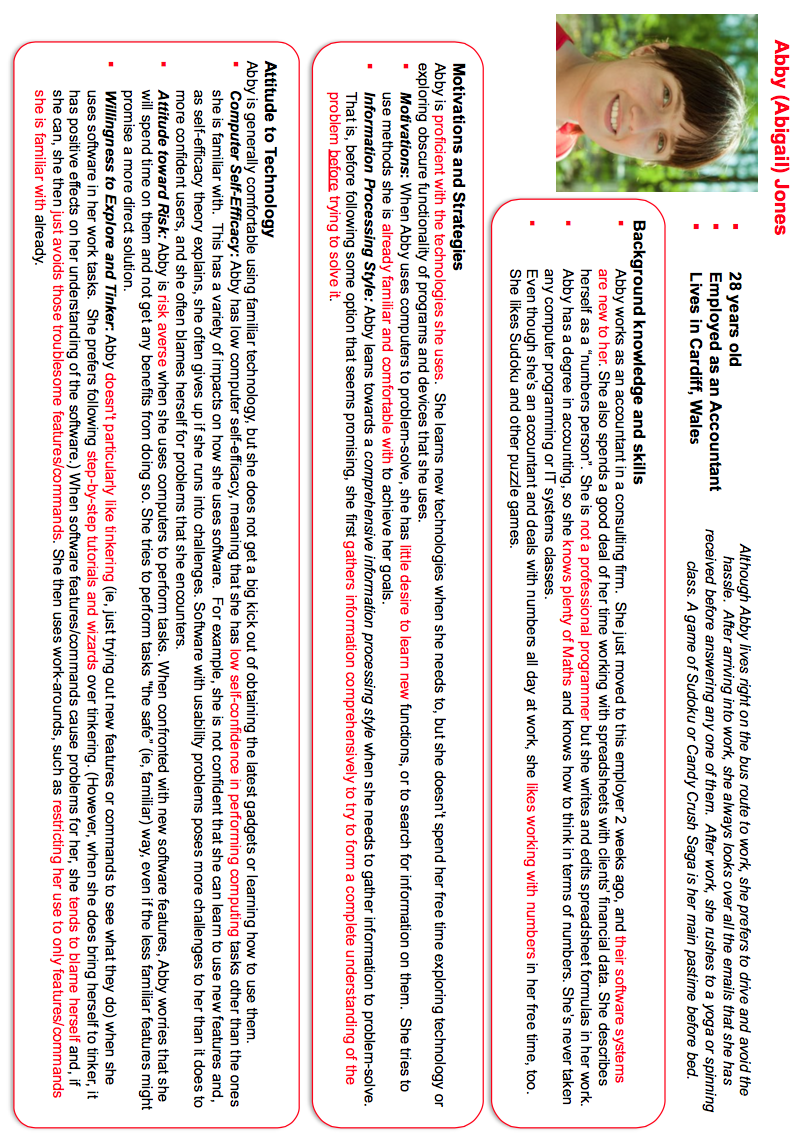 Abby (Abigail) Jones
▪ 28 years old
▪ Employed as an Accountant
▪ Lives in Cardiff, Wales
Although Abby lives right on the bus route to work, she prefers to drive and avoid the
hassle. After arriving into work, she always looks over all the emails that she has
received before answering any one of them. After work, she rushes to a yoga or spinning
class. A game of Sudoku or Candy Crush Saga is her main pastime before bed.
Background knowledge and skills
▪ Abby works as an accountant in a consulting firm. She just moved to this employer 2 weeks ago, and their software systems
are new to her. She also spends a good deal of her time working with spreadsheets with clients' financial data. She describes
herself as a "numbers person". She is not a professional programmer but she writes and edits spreadsheet formulas in her work.
▪ Abby has a degree in accounting, so she knows plenty of Maths and knows how to think in terms of numbers. She's never taken
any computer programming or IT systems classes.
▪ Even though she's an accountant and deals with numbers all day at work, she likes working with numbers in her free time, too.
She likes Sudoku and other puzzle games.
Motivations and Strategies
Abby is proficient with the technologies she uses. She learns new technologies when she needs to, but she doesn't spend her free time exploring technology or
exploring obscure functionality of programs and devices that she uses.
▪ Motivations: When Abby uses computers to problem-solve, she has little desire to learn new functions, or to search for information on them. She tries to
use methods she is already familiar and comfortable with to achieve her goals.
▪ Information Processing Style: Abby leans towards a comprehensive information processing style when she needs to gather information to problem-solve.
That is, before following some option that seems promising, she first gathers information comprehensively to try to form a complete understanding of the
problem before trying to solve it.
Attitude to Technology
Abby is generally comfortable using familiar technology, but she does not get a big kick out of obtaining the latest gadgets or learning how to use them.
▪ Computer Self-Efficacy: Abby has low computer self-efficacy, meaning that she has low self-confidence in performing computing tasks other than the ones
she is familiar with. This has a variety of impacts on how she uses software. For example, she is not confident that she can learn to use new features and,
as self-efficacy theory explains, she often gives up if she runs into challenges. Software with usability problems poses more challenges to her than it does to
more confident users, and she often blames herself for problems that she encounters.
▪ Attitude toward Risk: Abby is risk averse when she uses computers to perform tasks. When confronted with new software features, Abby worries that she
will spend time on them and not get any benefits from doing so. She tries to perform tasks "the safe" (ie, familiar) way, even if the less familiar features might
promise a more direct solution.
▪ Willingness to Explore and Tinker: Abby doesn't particularly like tinkering (ie, just trying out new features or commands to see what they do) when she
uses software in her work tasks. She prefers following step-by-step tutorials and wizards over tinkering. (However, when she does bring herself to tinker, it
has positive effects on her understanding of the software.) When software features/commands cause problems for her, she tends to blame herself and, if
she can, she then just avoids those troublesome features/commands. She then uses work-arounds, such as restricting her use to only features/commands
she is familiar with already.